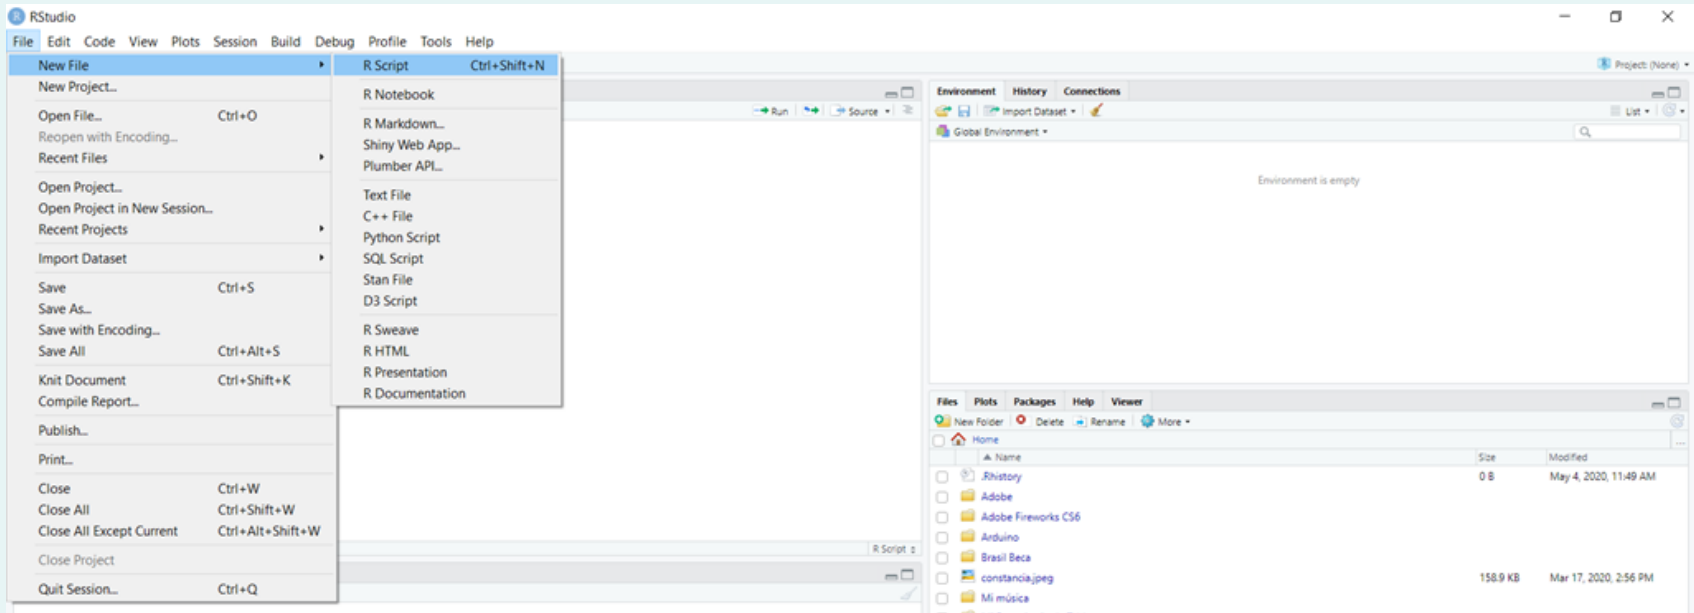 RStudio
File Edit Code View Plots Session Build Debug Profile Tools Help
New File
New Project...
Open File... Ctrl+O
Reopen with Encoding...
Recent Files
Open Project...
Open Project in New Session...
Recent Projects
Import Dataset
Save Ctrl+S
Save As...
Save with Encoding...
Save All Ctrl+Alt+S
Knit Document Ctrl+Shift+K
Compile Report...
Publish...
Print...
Close Ctrl+W
Close All Ctrl+Shift+W
Close All Except Current Ctrl+Alt+Shift+W
Close Project
Quit Session... Ctrl+Q
R Script Ctrl+Shift+N
R Notebook
R Markdown...
Shiny Web App...
Plumber API...
Text File
C++ File
Python Script
SQL Script
Stan File
D3 Script
R Sweave
R HTML
R Presentation
R Documentation
Run Source
R Script
Project: (None)
Environment History Connections
Import Dataset List
Global Environment
Environment is empty
Files Plots Packages Help Viewer
New Folder Delete Rename More
Home ...
Name Size Modified
.Rhistory 0 B May 4, 2020, 11:49 AM
Adobe
Adobe Fireworks CS6
Arduino
Brasil Beca
constancia.jpeg 158.9 KB Mar 17, 2020, 2:56 PM
Mi música